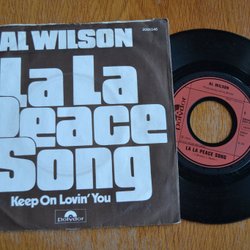 AL WILSON
La La
Peace
Song
Keep On Lovin' You
polydor
AL WILSON
LA LA PEACE SONG